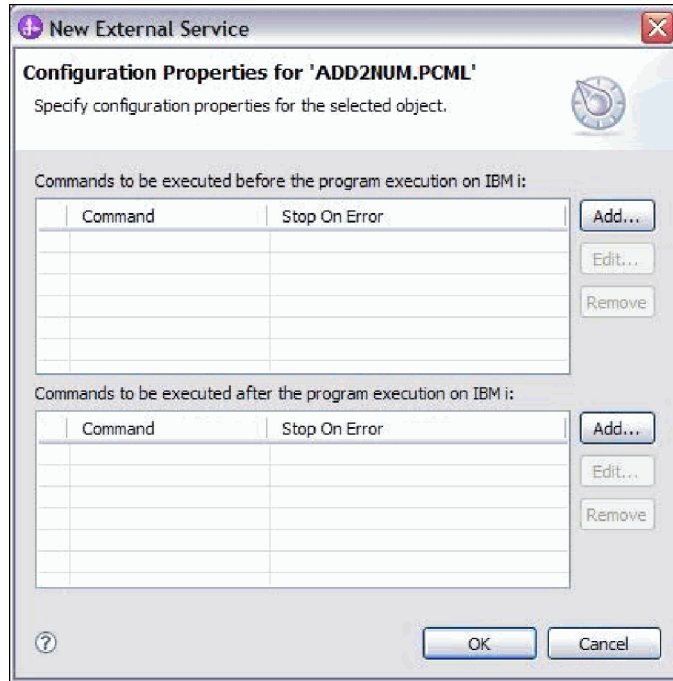 New External Service
Configuration Properties for 'ADD2NUM.PCML'
Specify configuration properties for the selected object.
Commands to be executed before the program execution on IBM i:
Command Stop On Error
Add...
Edit...
Remove
Commands to be executed after the program execution on IBM i:
Command Stop On Error
Add...
Edit...
Remove
?
OK Cancel